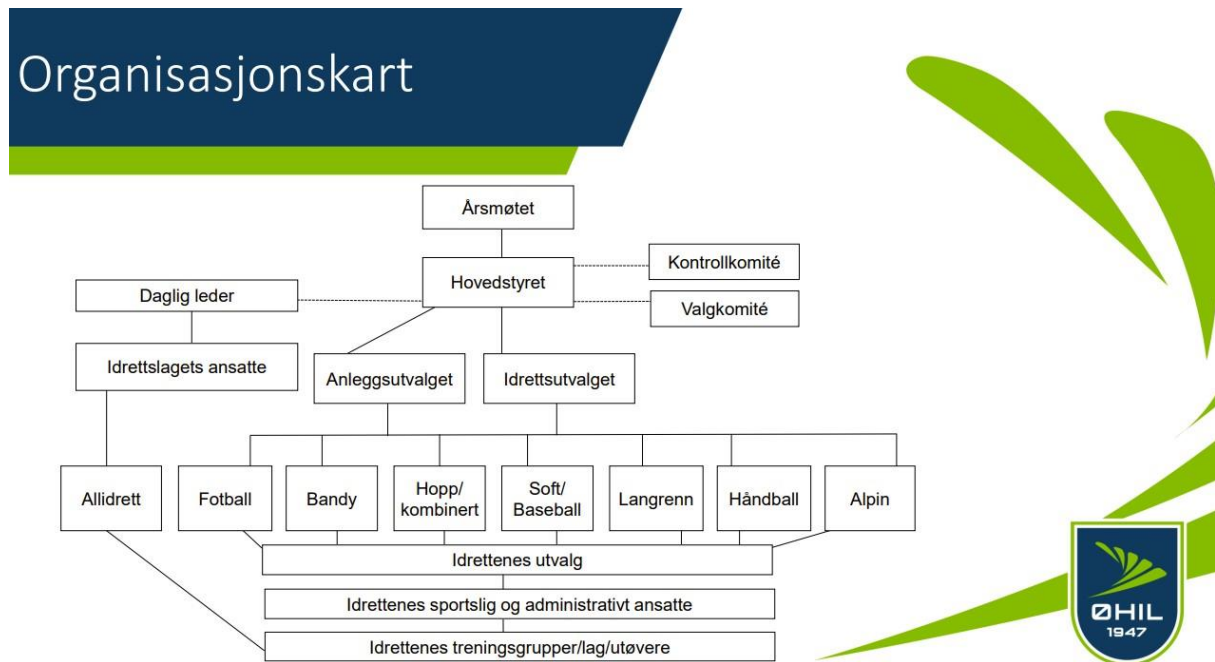 Organisasjonskart
Årsmøtet
Kontrollkomité
Hovedstyret
Daglig leder
Valgkomité
Idrettslagets ansatte
Anleggsutvalget
Idrettsutvalget
Allidrett
Fotball
Bandy
Hopp/
kombinert
Soft/
Baseball
Langrenn
Håndball
Alpin
Idrettenes utvalg
Idrettenes sportslig og administrativt ansatte
Idrettenes treningsgrupper/lag/utøvere
ØHIL
1947